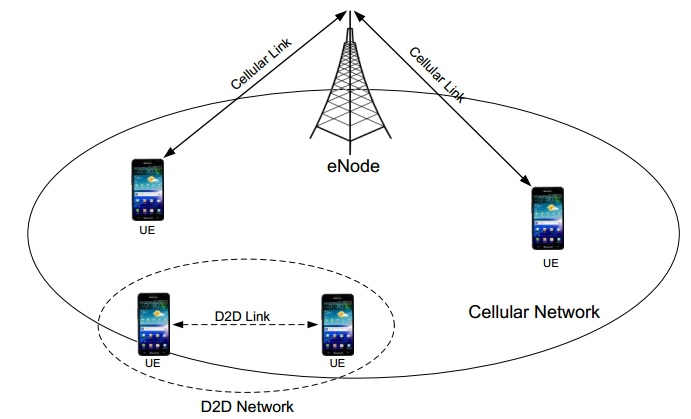 Cellular Link
Cellular Link
eNode
UE
UE
Cellular Network
D2D Link
UE
UE
D2D Network